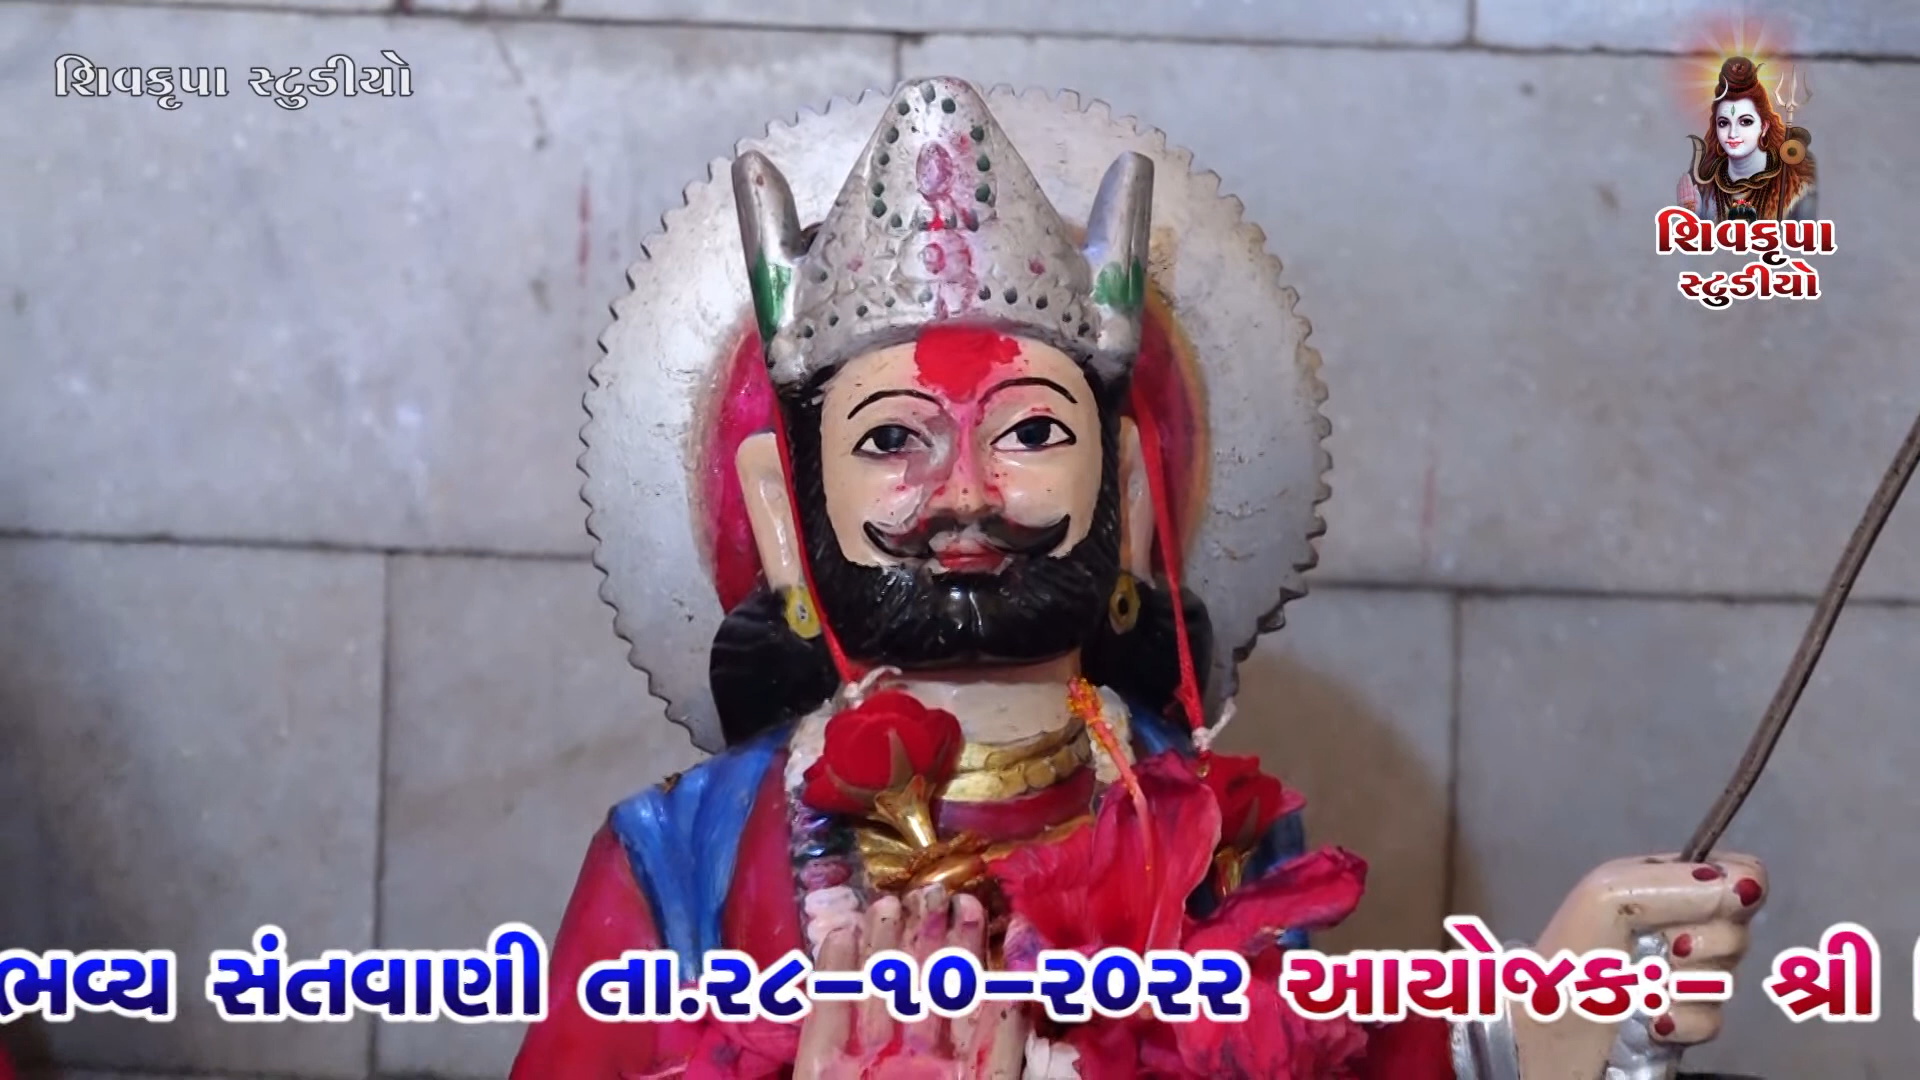 શિવકૃપા સ્ટુડીયો
શિવકૃપા
સ્ટુડીયો
ભવ્ય સંતવાણી તા.૨૮-૧૦-૨૦૨૨ આયોજકઃ- શ્રી